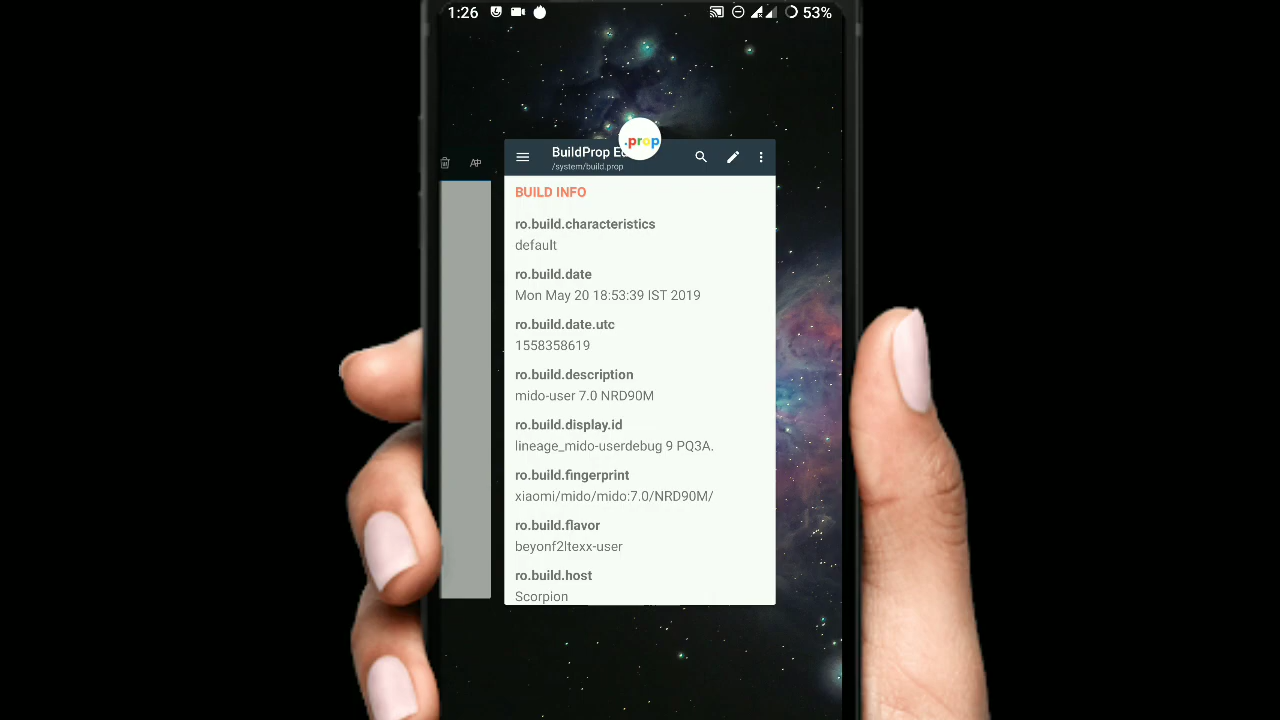 1:26
53%
.prop
BuildProp E
/system/build.prop
AP
BUILD INFO
ro.build.characteristics
default
ro.build.date
Mon May 20 18:53:39 IST 2019
ro.build.date.utc
1558358619
ro.build.description
mido-user 7.0 NRD90M
ro.build.display.id
lineage_mido-userdebug 9 PQ3A.
ro.build.fingerprint
xiaomi/mido/mido:7.0/NRD90M/
ro.build.flavor
beyonf2ltexx-user
ro.build.host
Scorpion